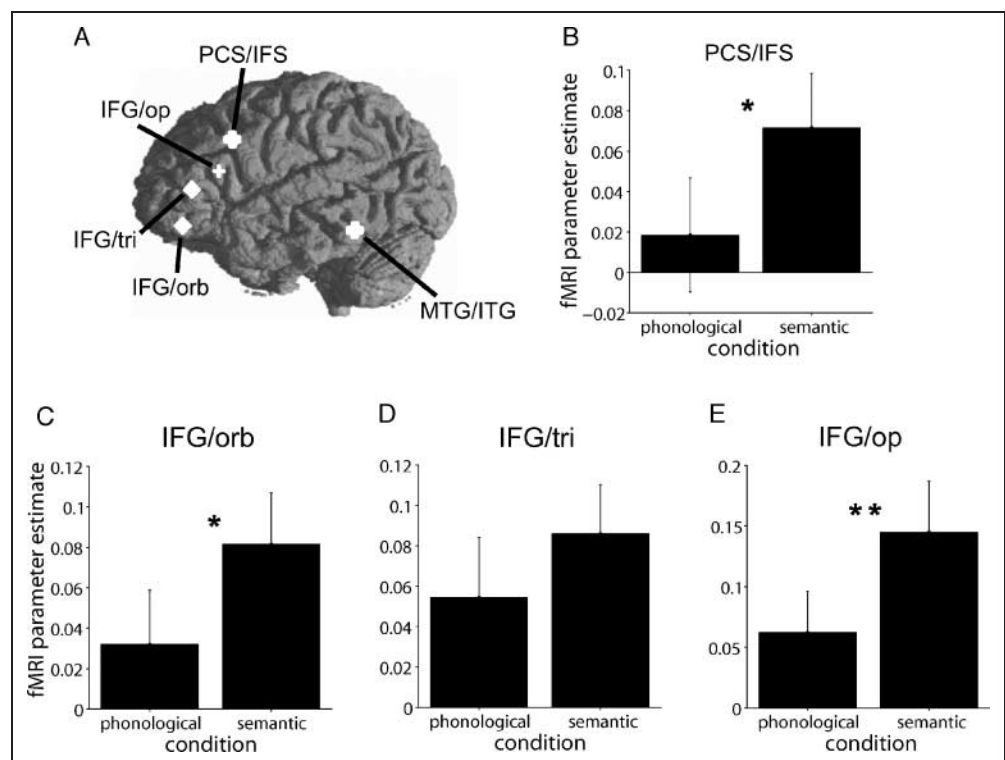 A
PCS/IFS
IFG/op
IFG/tri
IFG/orb
MTG/ITG
B
PCS/IFS
fMRI parameter estimate
0.1
0.08
0.06
0.04
0.02
0
−0.02
*
phonological semantic
condition
C
IFG/orb
fMRI parameter estimate
0.12
0.1
0.08
0.06
0.04
0.02
0
*
phonological semantic
condition
D
IFG/tri
0.12
0.1
0.08
0.06
0.04
0.02
0
phonological semantic
condition
E
IFG/op
0.2
0.15
0.1
0.05
0
**
phonological semantic
condition